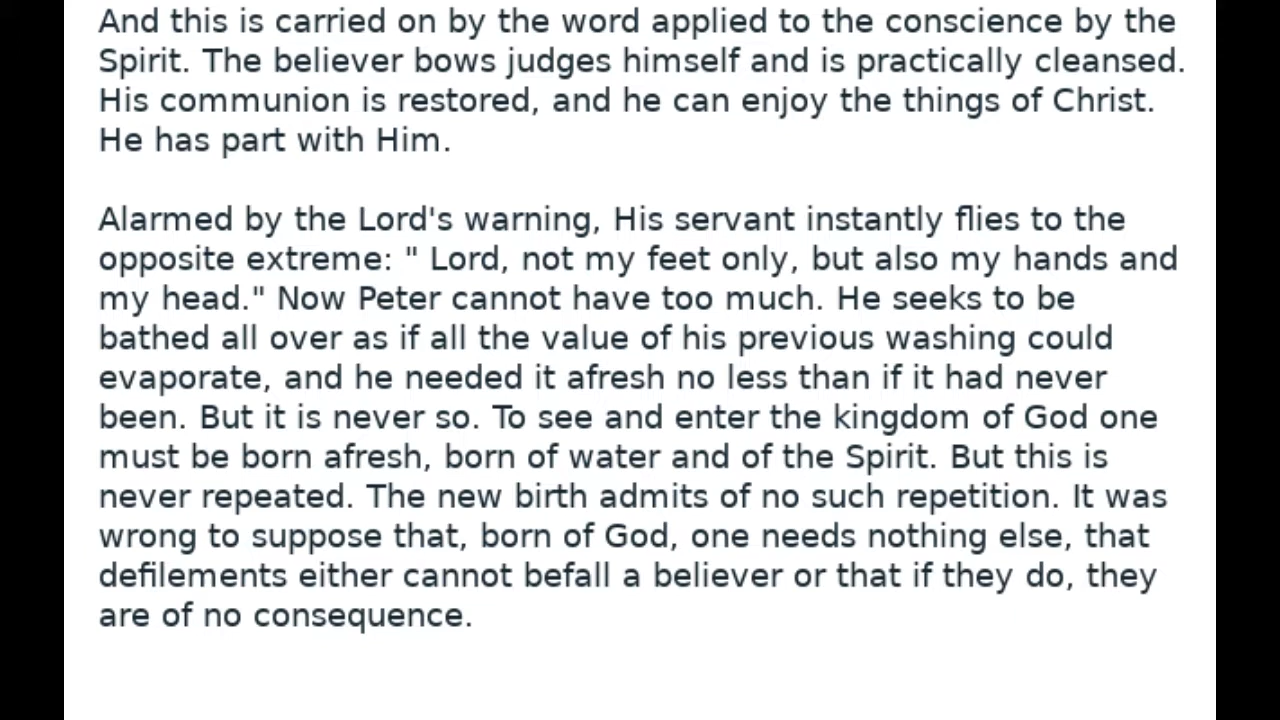 And this is carried on by the word applied to the conscience by the
Spirit. The believer bows judges himself and is practically cleansed.
His communion is restored, and he can enjoy the things of Christ.
He has part with Him.
Alarmed by the Lord's warning, His servant instantly flies to the
opposite extreme: " Lord, not my feet only, but also my hands and
my head." Now Peter cannot have too much. He seeks to be
bathed all over as if all the value of his previous washing could
evaporate, and he needed it afresh no less than if it had never
been. But it is never so. To see and enter the kingdom of God one
must be born afresh, born of water and of the Spirit. But this is
never repeated. The new birth admits of no such repetition. It was
wrong to suppose that, born of God, one needs nothing else, that
defilements either cannot befall a believer or that if they do, they
are of no consequence.